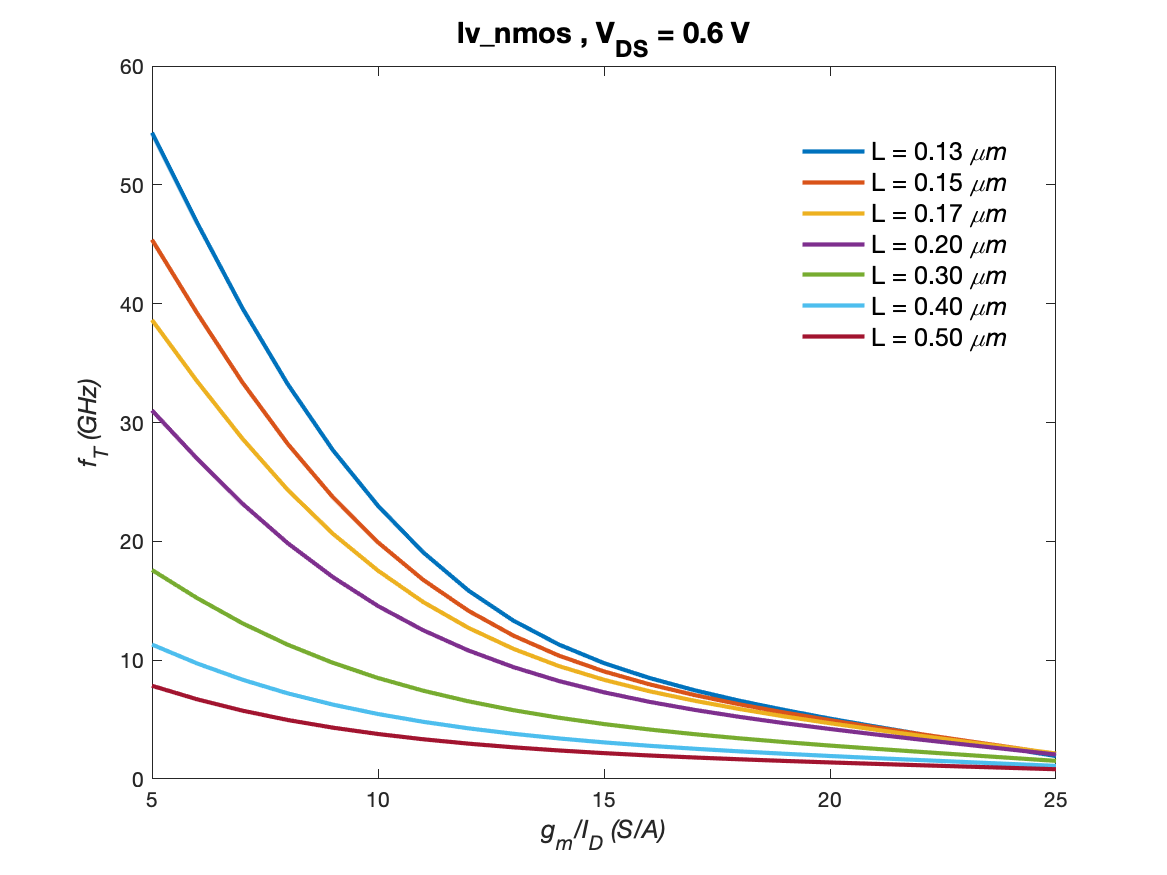 lv_nmos , V_DS = 0.6 V
60
50
40
30
20
10
0
f_T (GHz)
L = 0.13 μm
L = 0.15 μm
L = 0.17 μm
L = 0.20 μm
L = 0.30 μm
L = 0.40 μm
L = 0.50 μm
5 10 15 20 25
g_m/I_D (S/A)